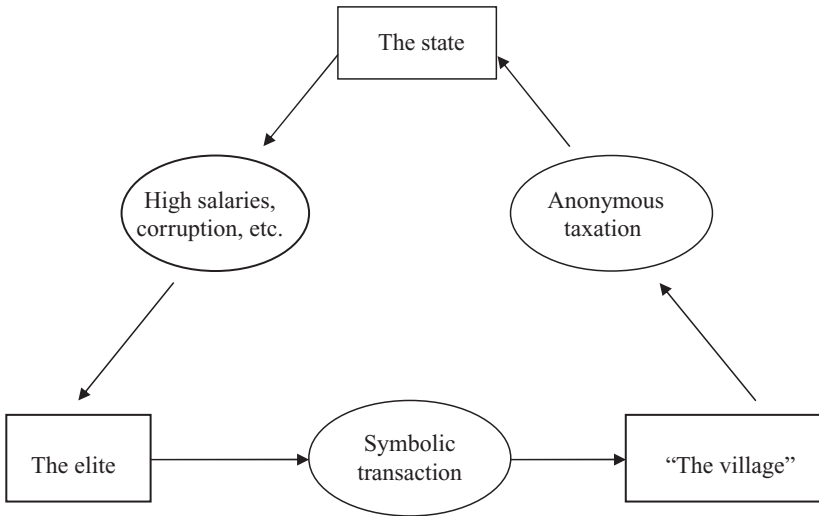 The state
High salaries,
corruption, etc.
Anonymous
taxation
The elite
Symbolic
transaction
“The village”